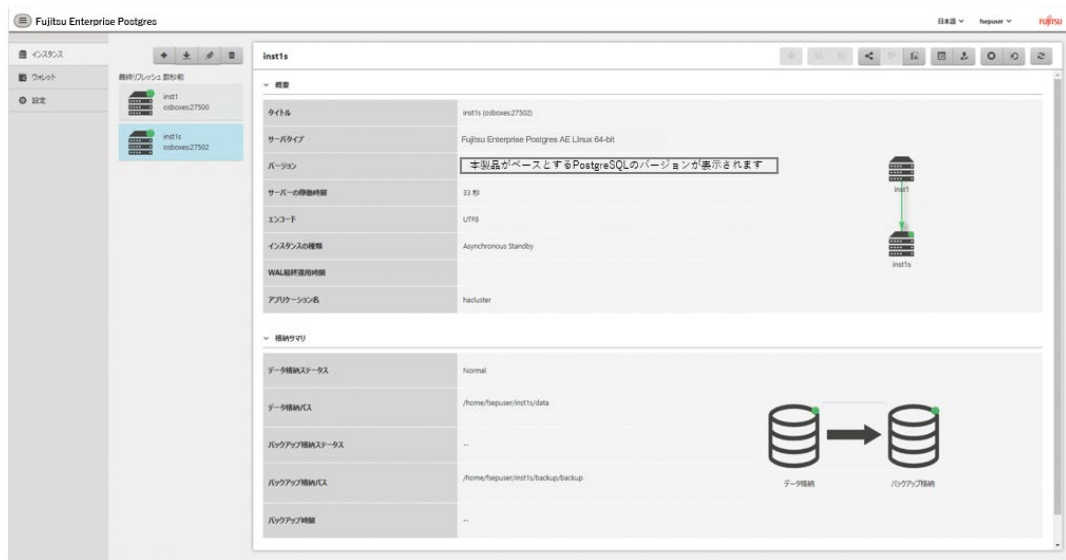 Fujitsu Enterprise Postgres
日本語
fsepuser
FUJITSU
インスタンス
ウォレット
設定
最終リフレッシュ 数秒前
inst1
osboxes:27500
inst1s
osboxes:27502
inst1s
概要
タイトル
inst1s (osboxes:27502)
サーバタイプ
Fujitsu Enterprise Postgres AE Linux 64-bit
バージョン
本製品がベースとするPostgreSQLのバージョンが表示されます
サーバーの稼働時間
33 秒
エンコード
UTF8
インスタンスの種類
Asynchronous Standby
WAL最終適用時間
アプリケーション名
hacluster
inst1
inst1s
格納サマリ
データ格納ステータス
Normal
データ格納パス
/home/fsepuser/inst1s/data
バックアップ格納ステータス
--
バックアップ格納パス
/home/fsepuser/inst1s/backup/backup
バックアップ時間
--
データ格納
バックアップ格納